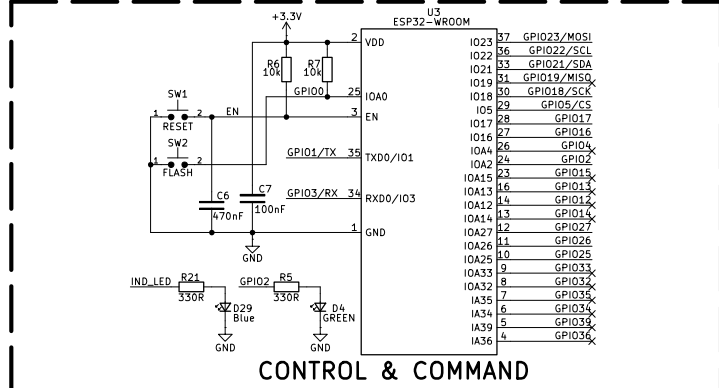 U3
ESP32-WROOM
+3.3V
2 VDD
R6
10k
R7
10k
GPIO0 25 IOA0
EN 3 EN
SW1
1 2
RESET
SW2
1 2
FLASH
GPIO1/TX 35 TXD0/IO1
GPIO3/RX 34 RXD0/IO3
C6
470nF
C7
100nF
1 GND
GND
IO23 37 GPIO23/MOSI
IO22 36 GPIO22/SCL
IO21 33 GPIO21/SDA
IO19 31 GPIO19/MISO
IO18 30 GPIO18/SCK
IO5 29 GPIO5/CS
IO17 28 GPIO17
IO16 27 GPIO16
IOA4 26 GPIO4
IOA2 24 GPIO2
IOA15 23 GPIO15
IOA13 16 GPIO13
IOA12 14 GPIO12
IOA14 13 GPIO14
IOA27 12 GPIO27
IOA26 11 GPIO26
IOA25 10 GPIO25
IOA33 9 GPIO33
IOA32 8 GPIO32
IA35 7 GPIO35
IA34 6 GPIO34
IA39 5 GPIO39
IA36 4 GPIO36
IND_LED R21
330R
D29
Blue
GND
GPIO2 R5
330R
D4
GREEN
GND
CONTROL & COMMAND